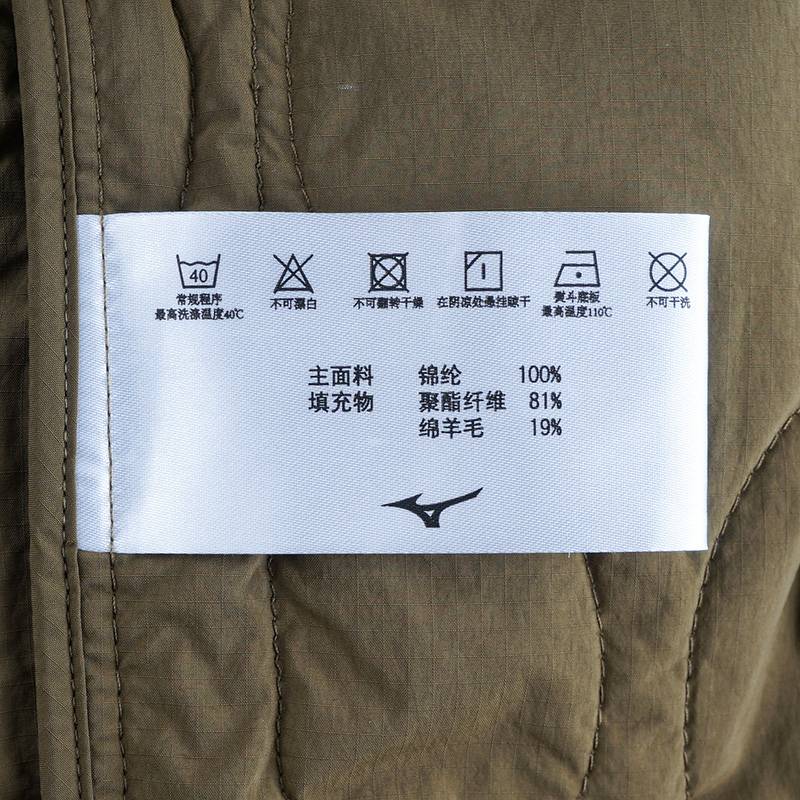 40
常规程序
最高洗涤温度40℃
不可漂白
不可翻转干燥
在阴凉处悬挂晾干
熨斗底板
最高温度110℃
不可干洗
主面料 锦纶 100%
填充物 聚酯纤维 81%
绵羊毛 19%